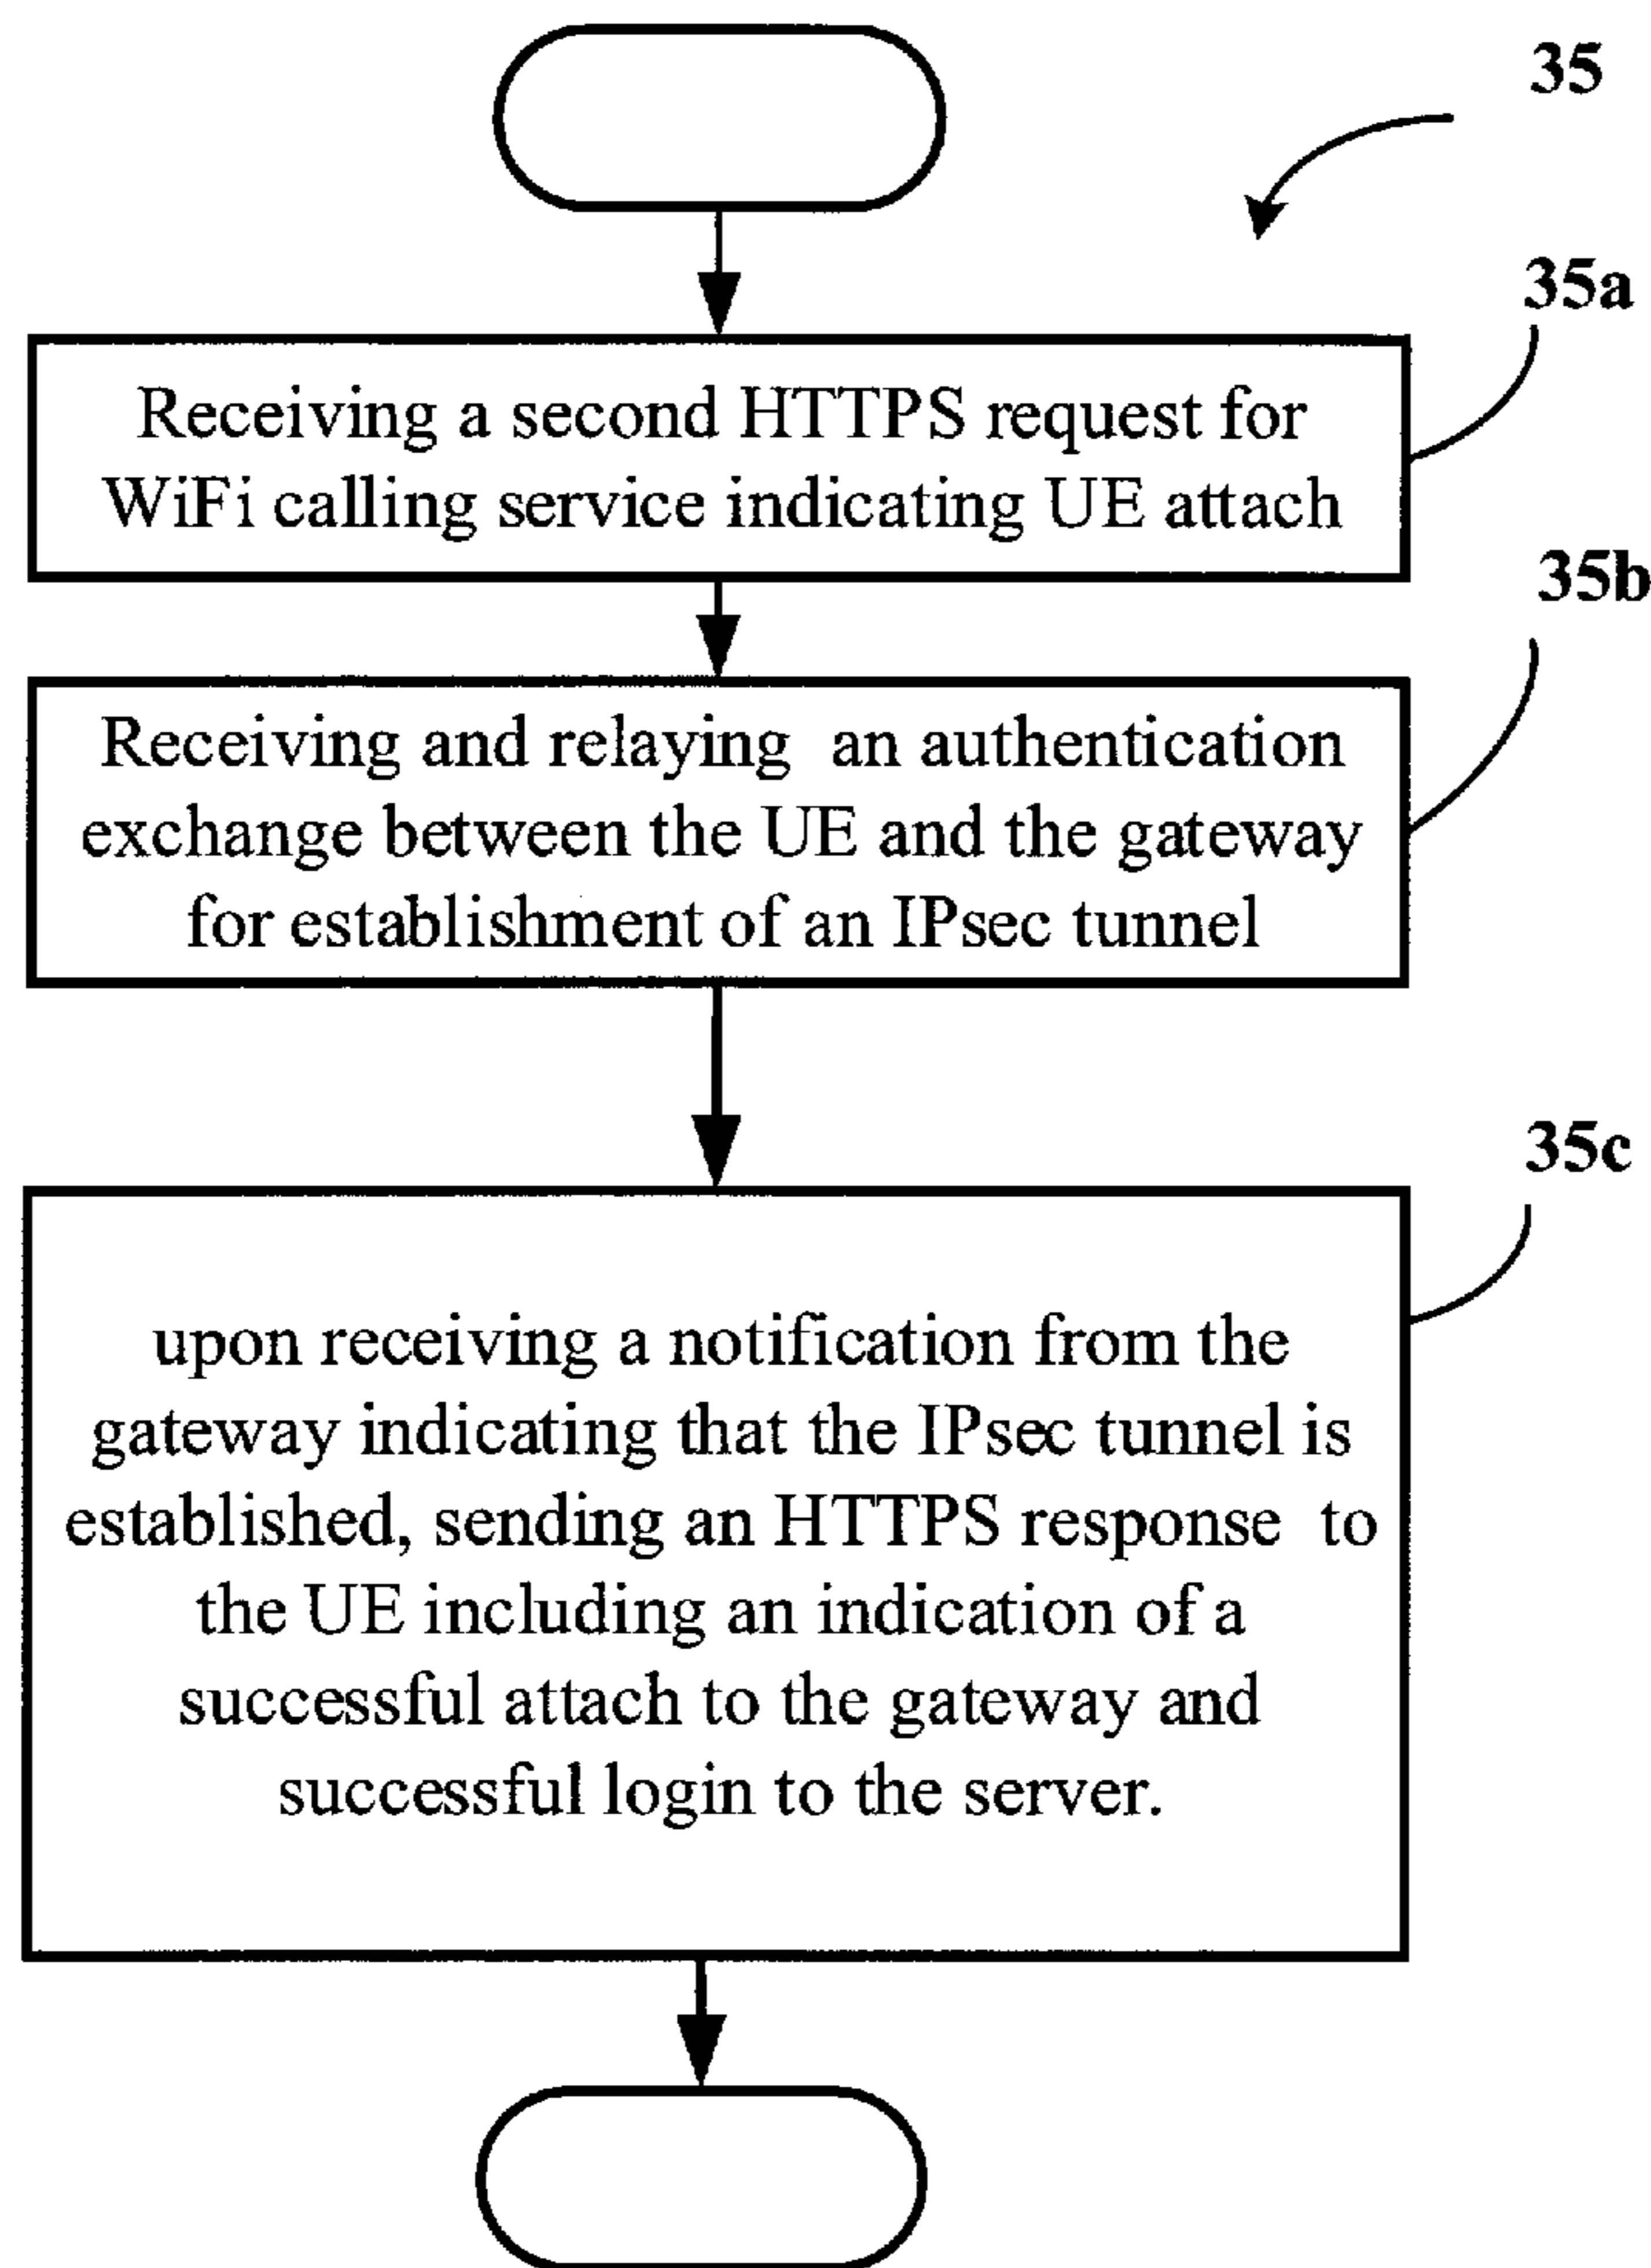 35
35a
Receiving a second HTTPS request for
WiFi calling service indicating UE attach
35b
Receiving and relaying an authentication
exchange between the UE and the gateway
for establishment of an IPsec tunnel
35c
upon receiving a notification from the
gateway indicating that the IPsec tunnel is
established, sending an HTTPS response to
the UE including an indication of a
successful attach to the gateway and
successful login to the server.